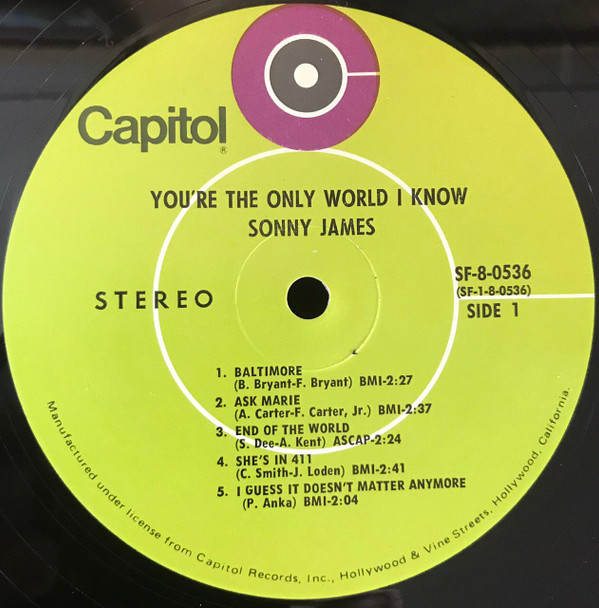 Capitol®
YOU'RE THE ONLY WORLD I KNOW
SONNY JAMES
STEREO
SF-8-0536
(SF-1-8-0536)
SIDE 1
1. BALTIMORE
(B. Bryant-F. Bryant) BMI-2:27
2. ASK MARIE
(A. Carter-F. Carter, Jr.) BMI-2:37
3. END OF THE WORLD
(S. Dee-A. Kent) ASCAP-2:24
4. SHE'S IN 411
(C. Smith-J. Loden) BMI-2:41
5. I GUESS IT DOESN'T MATTER ANYMORE
(P. Anka) BMI-2:04
Manufactured under license from Capitol Records, Inc., Hollywood & Vine Streets, Hollywood, California.